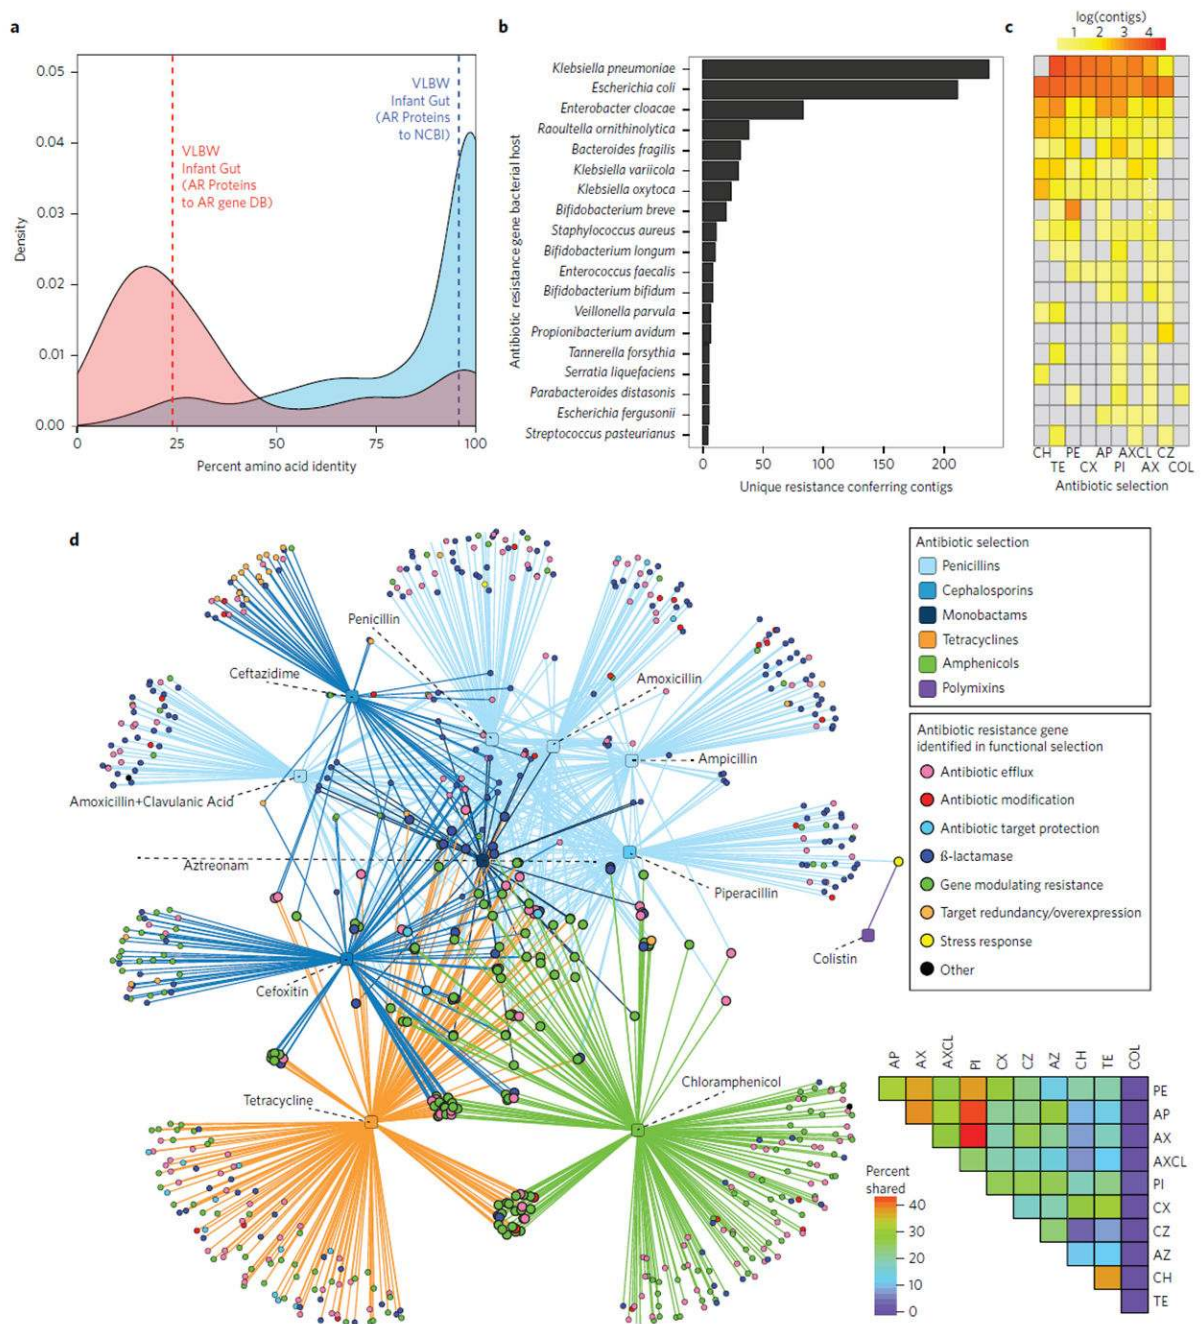 a
0.05
0.04
0.03
0.02
0.01
0.00
Density
VLBW
Infant Gut
(AR Proteins
to AR gene DB)
VLBW
Infant Gut
(AR Proteins
to NCBI)
0
25
50
75
100
Percent amino acid identity
b
Antibiotic resistance gene bacterial host
Klebsiella pneumoniae
Escherichia coli
Enterobacter cloacae
Raoultella ornithinolytica
Bacteroides fragilis
Klebsiella variicola
Klebsiella oxytoca
Bifidobacterium breve
Staphylococcus aureus
Bifidobacterium longum
Enterococcus faecalis
Bifidobacterium bifidum
Veillonella parvula
Propionibacterium avidum
Tannerella forsythia
Serratia liquefaciens
Parabacteroides distasonis
Escherichia fergusonii
Streptococcus pasteurianus
0
50
100
150
200
Unique resistance conferring contigs
c
log(contigs)
1 2 3 4
CH PE AP AXCL CZ
TE CX PI AX COL
Antibiotic selection
d
Penicillin
Ceftazidime
Amoxicillin
Ampicillin
Amoxicillin+Clavulanic Acid
Aztreonam
Piperacillin
Colistin
Cefoxitin
Tetracycline
Chloramphenicol
Antibiotic selection
Penicillins
Cephalosporins
Monobactams
Tetracyclines
Amphenicols
Polymixins
Antibiotic resistance gene
identified in functional selection
Antibiotic efflux
Antibiotic modification
Antibiotic target protection
ß-lactamase
Gene modulating resistance
Target redundancy/overexpression
Stress response
Other
AP AX AXCL PI CX CZ AZ CH TE COL
PE
AP
AX
AXCL
PI
CX
CZ
AZ
CH
TE
Percent
shared
40
30
20
10
0